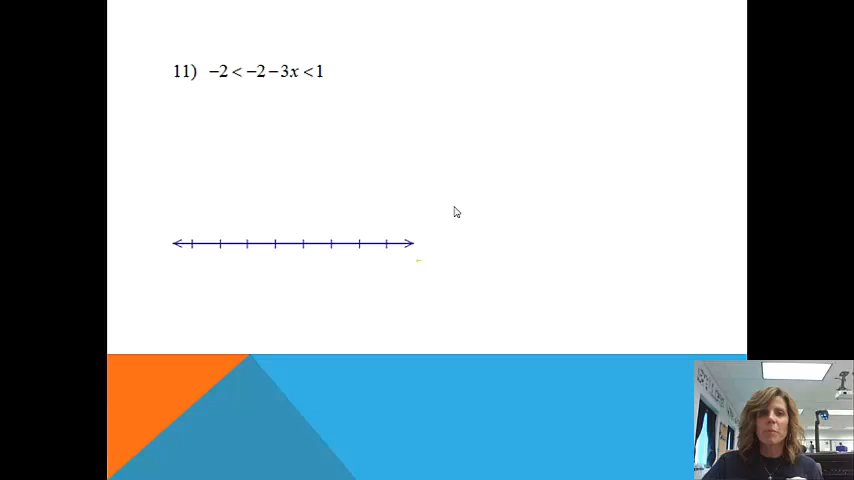 11) −2 < −2 − 3x < 1